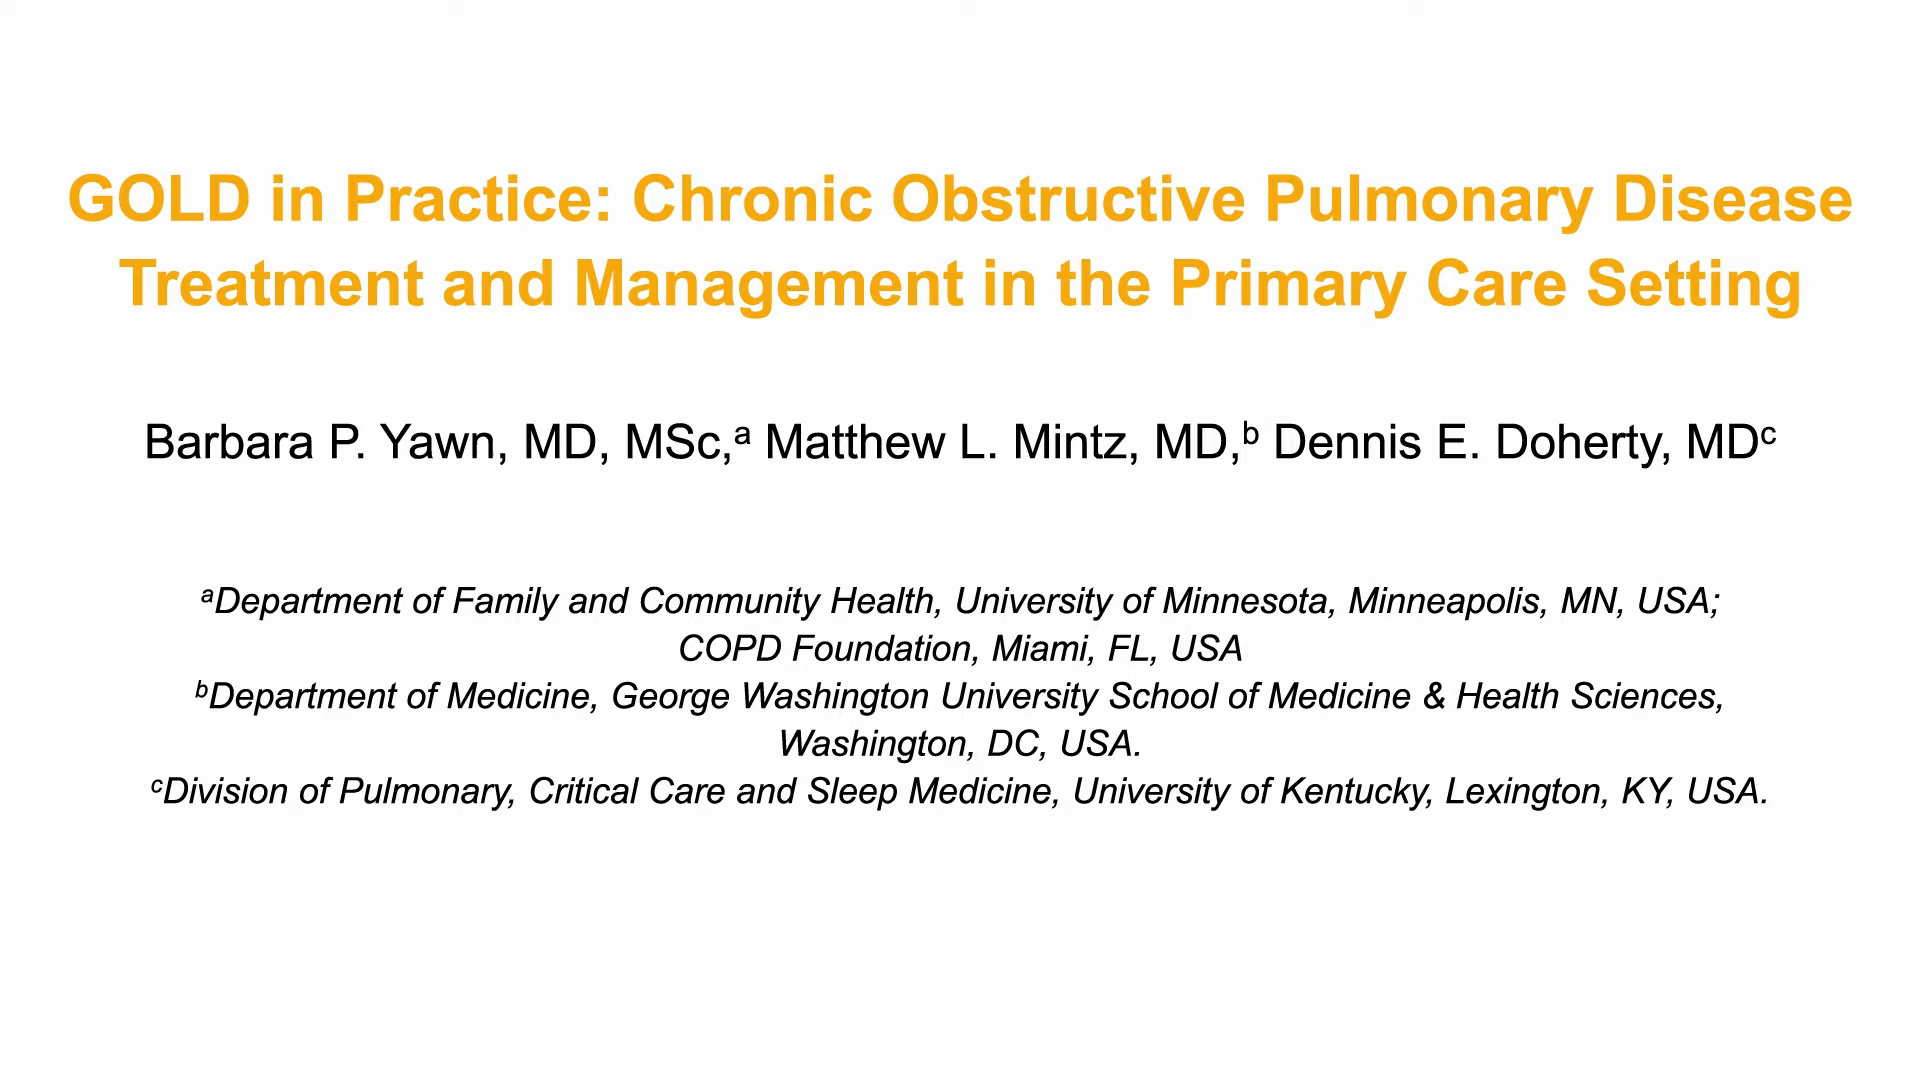 GOLD in Practice: Chronic Obstructive Pulmonary Disease
Treatment and Management in the Primary Care Setting
Barbara P. Yawn, MD, MSc,ᵃ Matthew L. Mintz, MD,ᵇ Dennis E. Doherty, MDᶜ
ᵃDepartment of Family and Community Health, University of Minnesota, Minneapolis, MN, USA;
COPD Foundation, Miami, FL, USA
ᵇDepartment of Medicine, George Washington University School of Medicine & Health Sciences,
Washington, DC, USA.
ᶜDivision of Pulmonary, Critical Care and Sleep Medicine, University of Kentucky, Lexington, KY, USA.